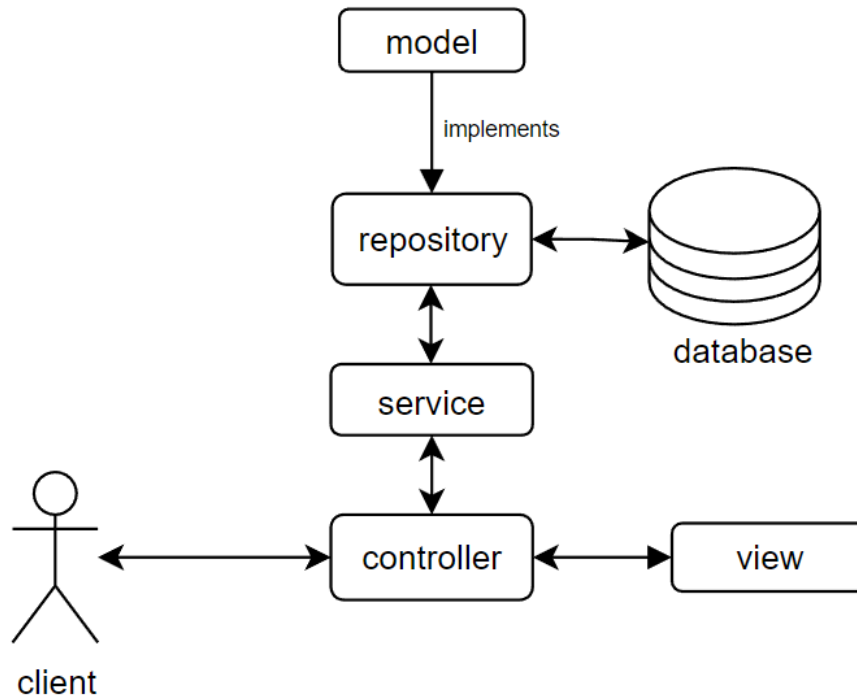 model
implements
repository
database
service
controller
view
client